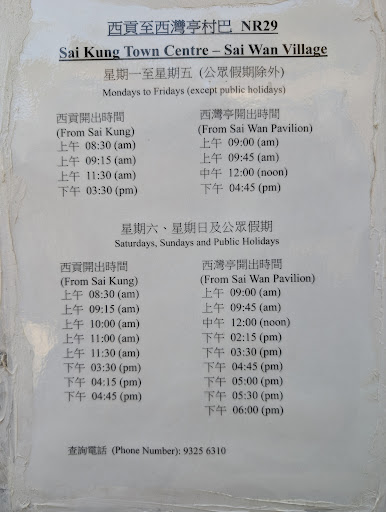 西貢至西灣亭村巴 NR29
Sai Kung Town Centre – Sai Wan Village
星期一至星期五 (公眾假期除外)
Mondays to Fridays (except public holidays)
西貢開出時間
(From Sai Kung)
上午 08:30 (am)
上午 09:15 (am)
上午 11:30 (am)
下午 03:30 (pm)
西灣亭開出時間
(From Sai Wan Pavilion)
上午 09:00 (am)
上午 09:45 (am)
中午 12:00 (noon)
下午 04:45 (pm)
星期六、星期日及公眾假期
Saturdays, Sundays and Public Holidays
西貢開出時間
(From Sai Kung)
上午 08:30 (am)
上午 09:15 (am)
上午 10:00 (am)
上午 11:00 (am)
上午 11:30 (am)
下午 03:30 (pm)
下午 04:15 (pm)
下午 04:45 (pm)
西灣亭開出時間
(From Sai Wan Pavilion)
上午 09:00 (am)
上午 09:45 (am)
中午 12:00 (noon)
下午 02:15 (pm)
下午 03:30 (pm)
下午 04:45 (pm)
下午 05:00 (pm)
下午 05:30 (pm)
下午 06:00 (pm)
查詢電話 (Phone Number): 9325 6310